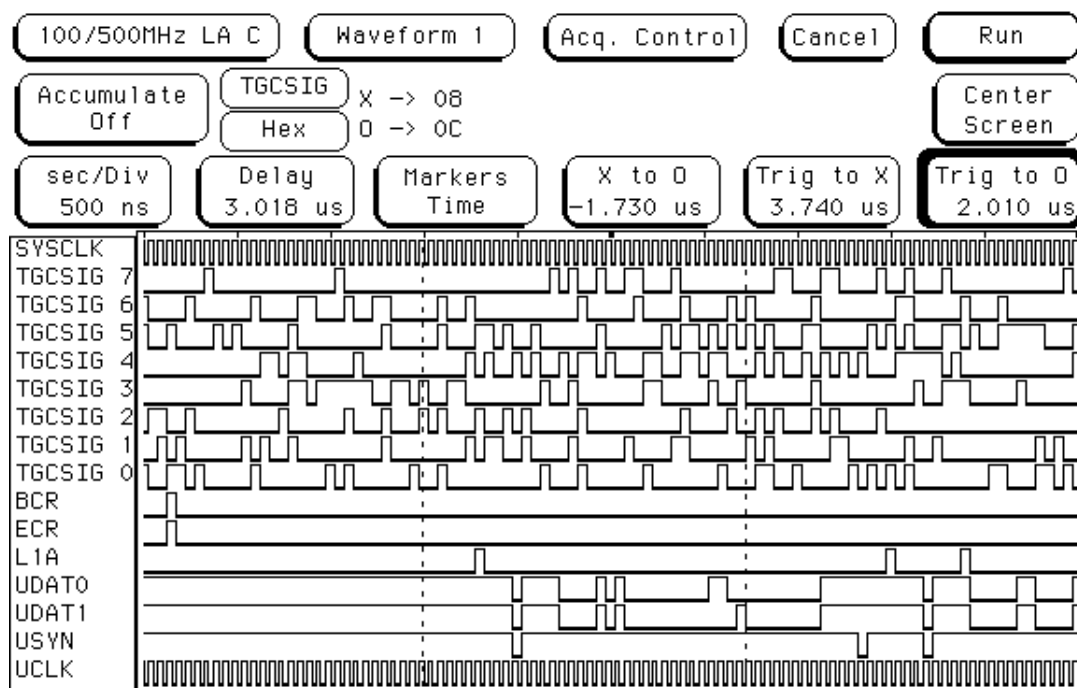 100/500MHz LA C Waveform 1 Acq. Control Cancel Run
Accumulate Off TGCSIG Hex X -> 08 O -> 0C Center Screen
sec/Div 500 ns Delay 3.018 us Markers Time X to O -1.730 us Trig to X 3.740 us Trig to O 2.010 us
SYSCLK
TGCSIG 7
TGCSIG 6
TGCSIG 5
TGCSIG 4
TGCSIG 3
TGCSIG 2
TGCSIG 1
TGCSIG 0
BCR
ECR
L1A
UDAT0
UDAT1
USYN
UCLK